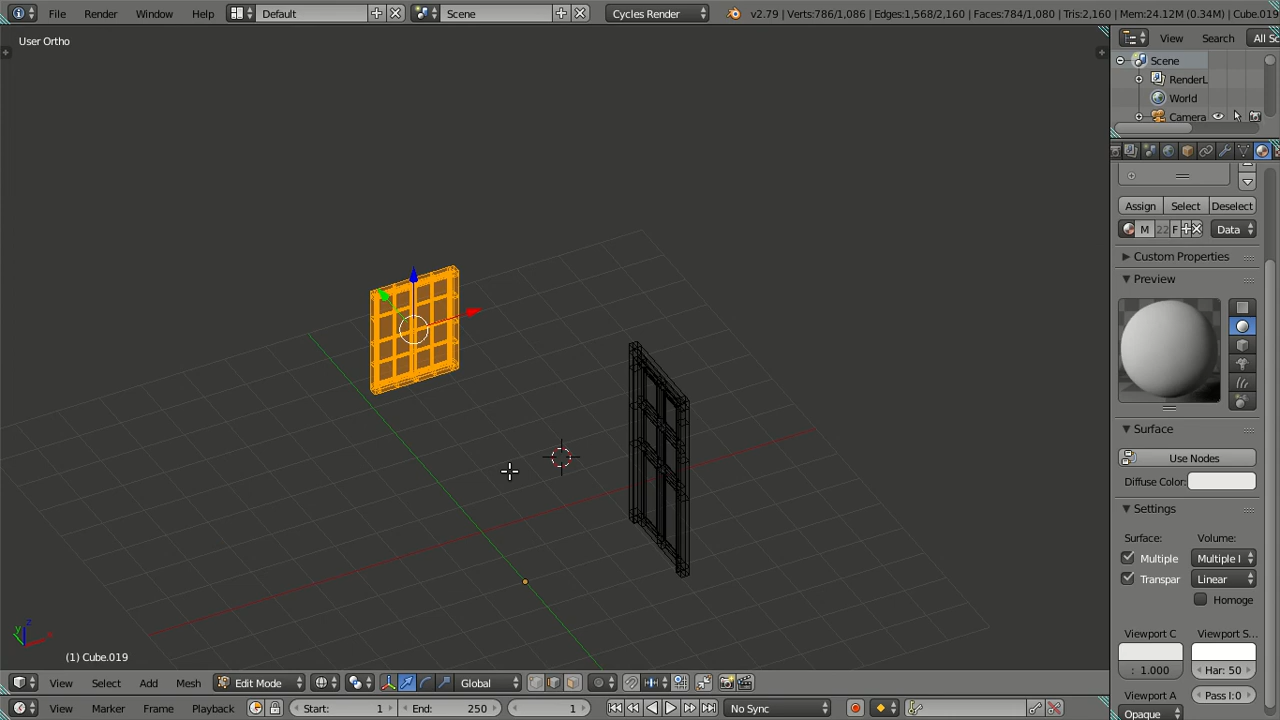 File Render Window Help Default Scene Cycles Render v2.79 | Verts:786/1,086 | Edges:1,568/2,160 | Faces:784/1,080 | Tris:2,160 | Mem:24.12M (0.34M) | Cube.019
User Ortho
View Search All Sc
Scene
RenderL
World
Camera
Assign Select Deselect
M 22 F Data
Custom Properties
Preview
Surface
Use Nodes
Diffuse Color:
Settings
Surface: Volume:
Multiple Multiple I
Transpar Linear
Homoge
Viewport C Viewport S...
: 1.000 Har: 50
Viewport A Pass I:0
Opaque
z
y x
(1) Cube.019
View Select Add Mesh Edit Mode Global
View Marker Frame Playback Start: 1 End: 250 1 No Sync